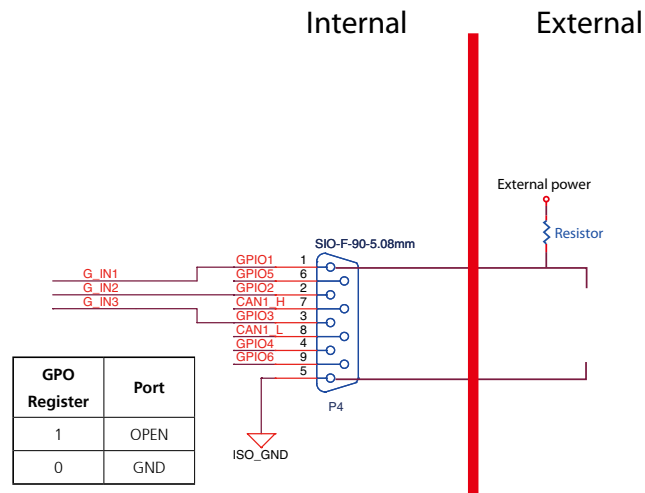 Internal
External
External power
Resistor
SIO-F-90-5.08mm
GPIO1 1
G_IN1 GPIO5 6
G_IN2 GPIO2 2
G_IN3 CAN1_H 7
GPIO3 3
CAN1_L 8
GPIO4 4
GPIO6 9
5
P4
ISO_GND
GPO Register Port
1 OPEN
0 GND